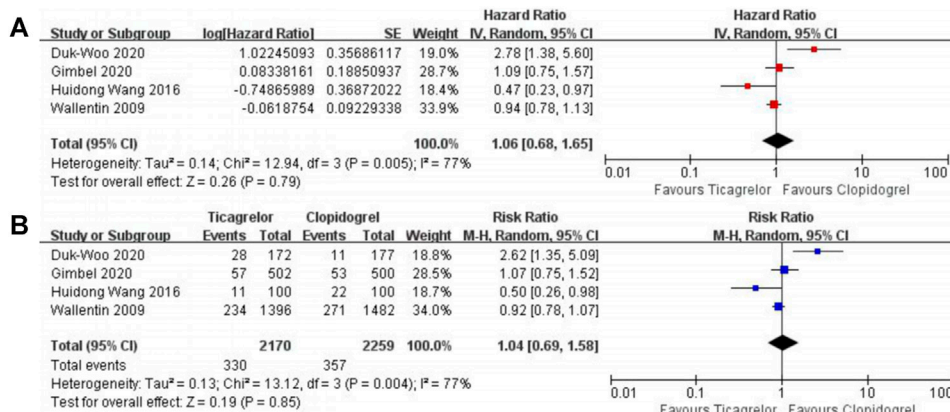 A
Hazard Ratio Hazard Ratio
Study or Subgroup log[Hazard Ratio] SE Weight IV, Random, 95% CI IV, Random, 95% CI
Duk-Woo 2020 1.02245093 0.35686117 19.0% 2.78 [1.38, 5.60]
Gimbel 2020 0.08338161 0.18850937 28.7% 1.09 [0.75, 1.57]
Huidong Wang 2016 -0.74865989 0.36872022 18.4% 0.47 [0.23, 0.97]
Wallentin 2009 -0.0618754 0.09229338 33.9% 0.94 [0.78, 1.13]
Total (95% CI) 100.0% 1.06 [0.68, 1.65]
Heterogeneity: Tau² = 0.14; Chi² = 12.94, df = 3 (P = 0.005); I² = 77%
Test for overall effect: Z = 0.26 (P = 0.79)
0.01 0.1 1 10 100
Favours Ticagrelor Favours Clopidogrel
B
Ticagrelor Clopidogrel Risk Ratio Risk Ratio
Study or Subgroup Events Total Events Total Weight M-H, Random, 95% CI M-H, Random, 95% CI
Duk-Woo 2020 28 172 11 177 18.8% 2.62 [1.35, 5.09]
Gimbel 2020 57 502 53 500 28.5% 1.07 [0.75, 1.52]
Huidong Wang 2016 11 100 22 100 18.7% 0.50 [0.26, 0.98]
Wallentin 2009 234 1396 271 1482 34.0% 0.92 [0.78, 1.07]
Total (95% CI) 2170 2259 100.0% 1.04 [0.69, 1.58]
Total events 330 357
Heterogeneity: Tau² = 0.13; Chi² = 13.12, df = 3 (P = 0.004); I² = 77%
Test for overall effect: Z = 0.19 (P = 0.85)
0.01 0.1 1 10 100
Favours Ticagrelor Favours Clopidogrel